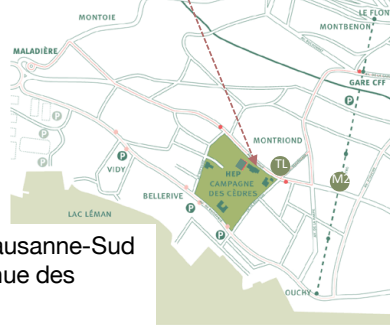 LE FLON
MONTOIE
MONTBENON
MALADIÈRE
GARE CFF
P
P
P
MONTRIOND
TL
P
HEP
CAMPAGNE
DES CÈDRES
M2
VIDY
BELLERIVE
P
LAC LÉMAN
P
ausanne-Sud
nue des
OUCHY